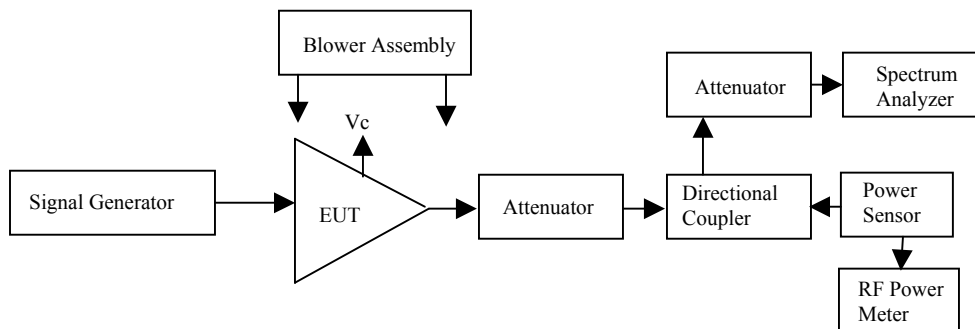 Blower Assembly
Attenuator
Spectrum
Analyzer
Vc
Signal Generator
EUT
Attenuator
Directional
Coupler
Power
Sensor
RF Power
Meter